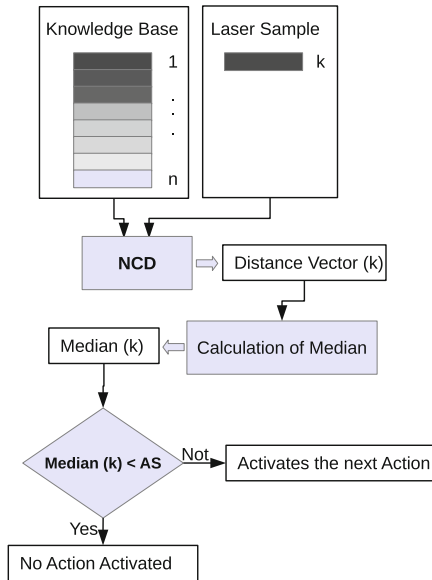 Knowledge Base
Laser Sample
1
k
.
.
.
n
NCD
Distance Vector (k)
Calculation of Median
Median (k)
Median (k) < AS
Not
Activates the next Action
Yes
No Action Activated